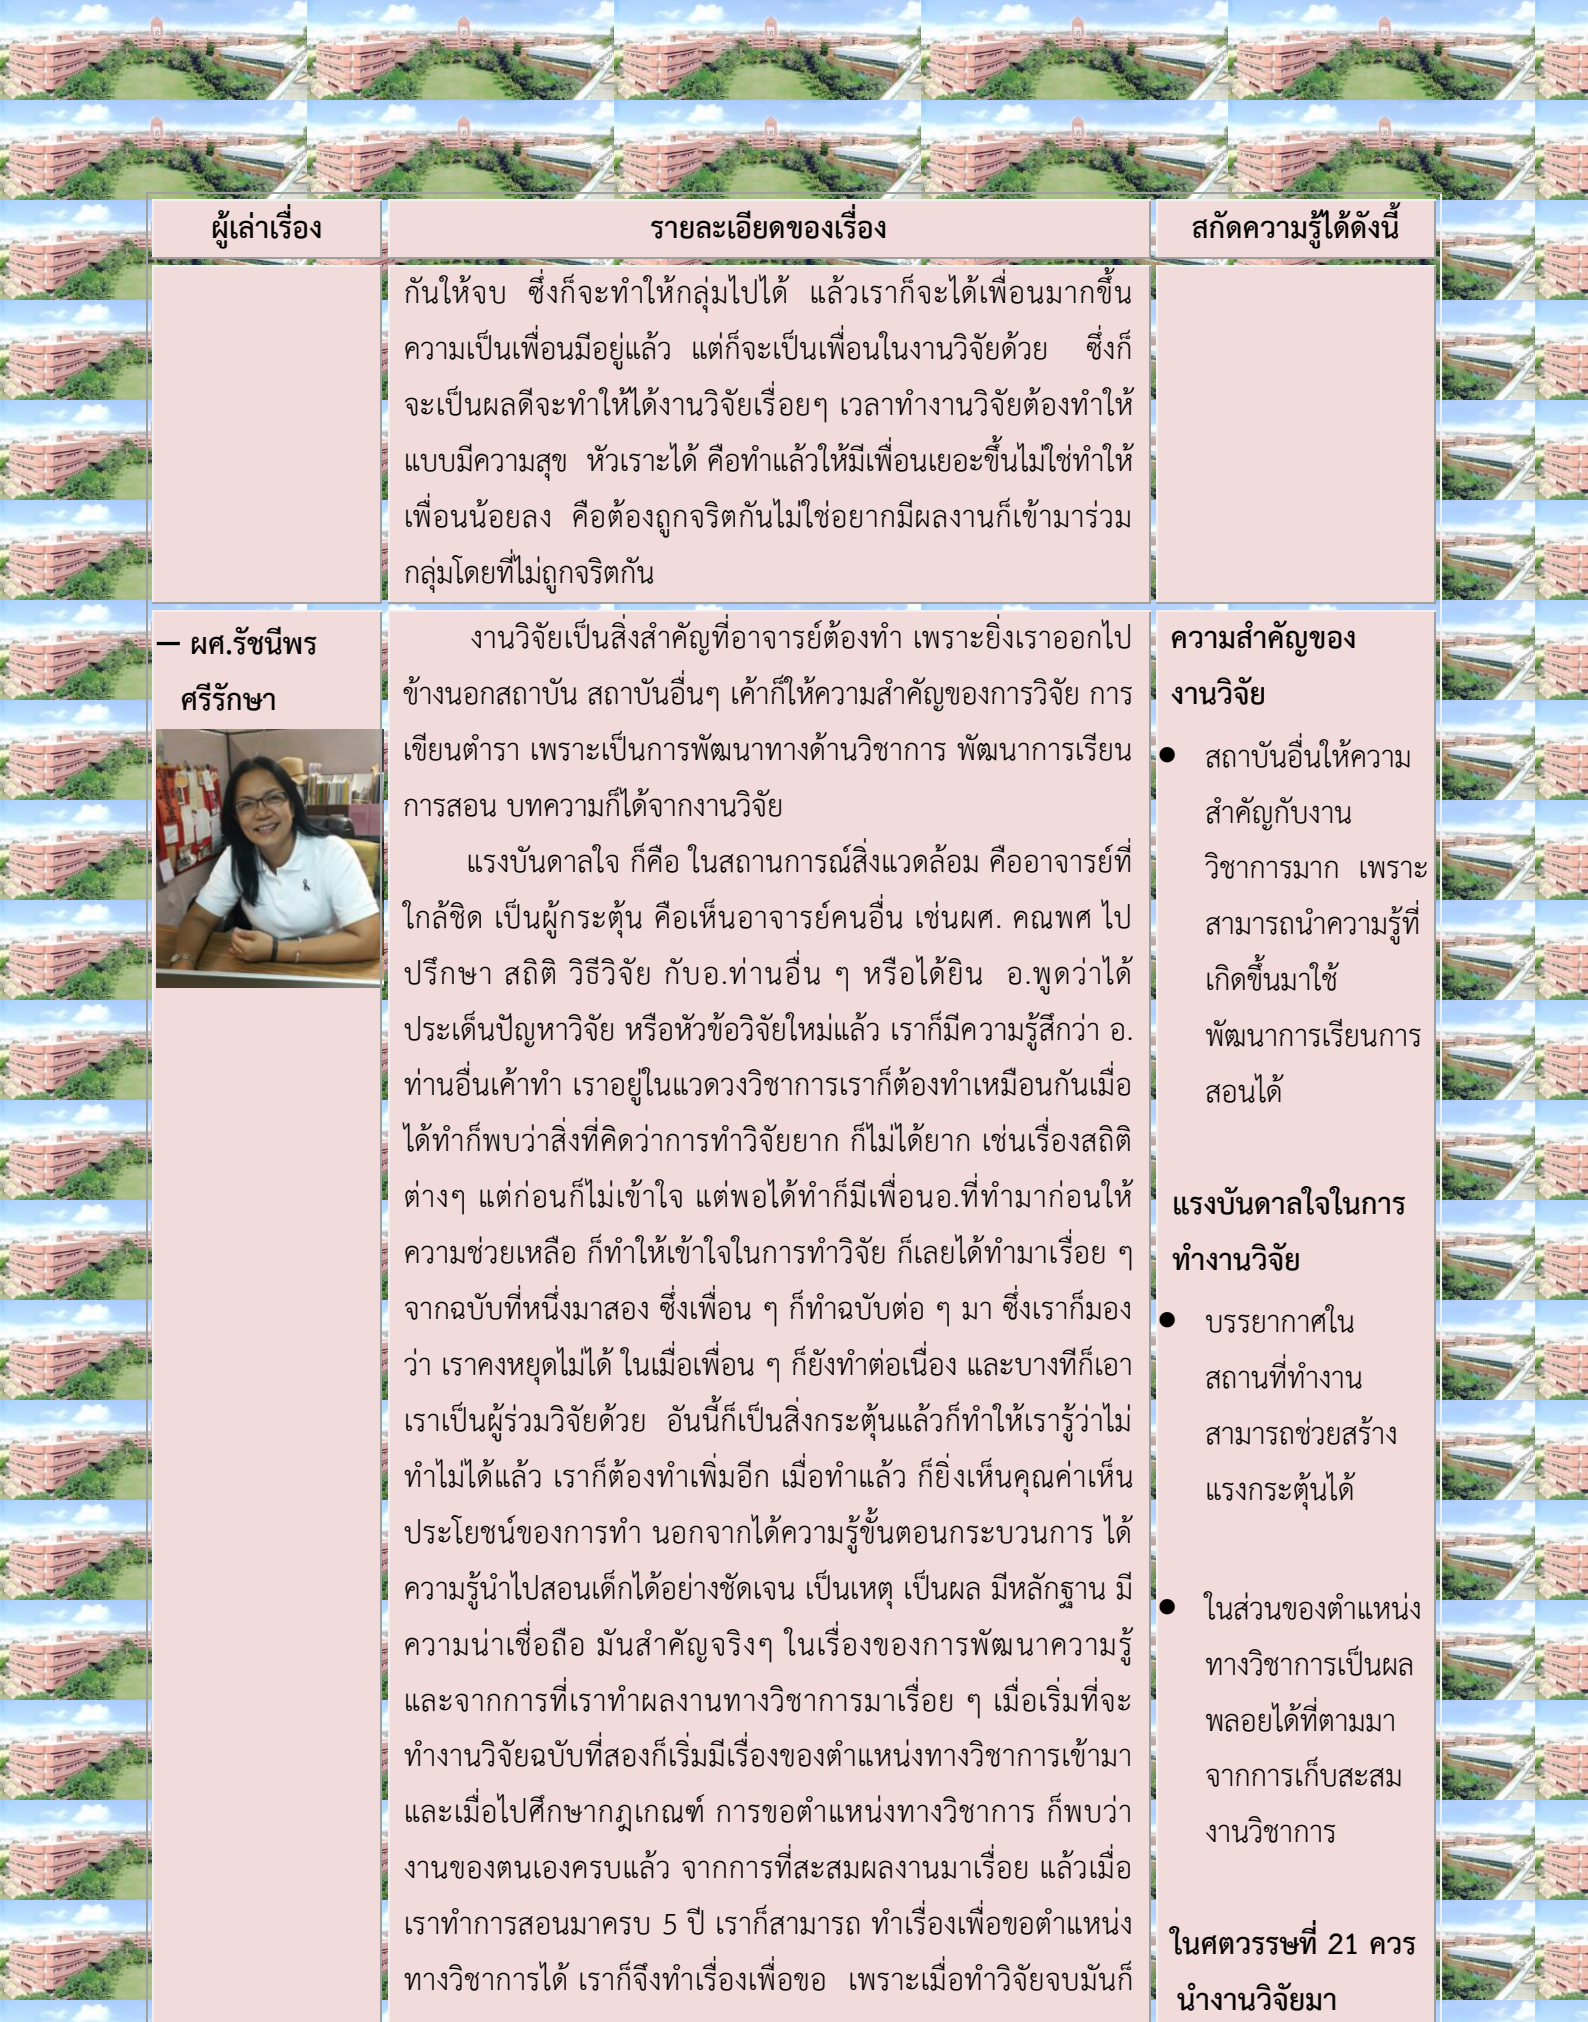 ผู้เล่าเรื่อง
รายละเอียดของเรื่อง
สกัดความรู้ได้ดังนี้
กันให้จบ ซึ่งก็จะทำให้กลุ่มไปได้ แล้วเราก็จะได้เพื่อนมากขึ้น
ความเป็นเพื่อนมีอยู่แล้ว แต่ก็จะเป็นเพื่อนในงานวิจัยด้วย ซึ่งก็
จะเป็นผลดีจะทำให้ได้งานวิจัยเรื่อยๆ เวลาทำงานวิจัยต้องทำให้
แบบมีความสุข หัวเราะได้ คือทำแล้วให้มีเพื่อนเยอะขึ้นไม่ใช่ทำให้
เพื่อนน้อยลง คือต้องถูกจริตกันไม่ใช่อยากมีผลงานก็เข้ามาร่วม
กลุ่มโดยที่ไม่ถูกจริตกัน
– ผศ.รัชนีพร
ศรีรักษา
งานวิจัยเป็นสิ่งสำคัญที่อาจารย์ต้องทำ เพราะยิ่งเราออกไป
ข้างนอกสถาบัน สถาบันอื่นๆ เค้าก็ให้ความสำคัญของการวิจัย การ
เขียนตำรา เพราะเป็นการพัฒนาทางด้านวิชาการ พัฒนาการเรียน
การสอน บทความก็ได้จากงานวิจัย
แรงบันดาลใจ ก็คือ ในสถานการณ์สิ่งแวดล้อม คืออาจารย์ที่
ใกล้ชิด เป็นผู้กระตุ้น คือเห็นอาจารย์คนอื่น เช่นผศ. คณพศ ไป
ปรึกษา สถิติ วิธีวิจัย กับอ.ท่านอื่น ๆ หรือได้ยิน อ.พูดว่าได้
ประเด็นปัญหาวิจัย หรือหัวข้อวิจัยใหม่แล้ว เราก็มีความรู้สึกว่า อ.
ท่านอื่นเค้าทำ เราอยู่ในแวดวงวิชาการเราก็ต้องทำเหมือนกันเมื่อ
ได้ทำก็พบว่าสิ่งที่คิดว่าการทำวิจัยยาก ก็ไม่ได้ยาก เช่นเรื่องสถิติ
ต่างๆ แต่ก่อนก็ไม่เข้าใจ แต่พอได้ทำก็มีเพื่อนอ.ที่ทำมาก่อนให้
ความช่วยเหลือ ก็ทำให้เข้าใจในการทำวิจัย ก็เลยได้ทำมาเรื่อย ๆ
จากฉบับที่หนึ่งมาสอง ซึ่งเพื่อน ๆ ก็ทำฉบับต่อ ๆ มา ซึ่งเราก็มอง
ว่า เราคงหยุดไม่ได้ ในเมื่อเพื่อน ๆ ก็ยังทำต่อเนื่อง และบางทีก็เอา
เราเป็นผู้ร่วมวิจัยด้วย อันนี้ก็เป็นสิ่งกระตุ้นแล้วก็ทำให้เรารู้ว่าไม่
ทำไม่ได้แล้ว เราก็ต้องทำเพิ่มอีก เมื่อทำแล้ว ก็ยิ่งเห็นคุณค่าเห็น
ประโยชน์ของการทำ นอกจากได้ความรู้ขั้นตอนกระบวนการ ได้
ความรู้นำไปสอนเด็กได้อย่างชัดเจน เป็นเหตุ เป็นผล มีหลักฐาน มี
ความน่าเชื่อถือ มันสำคัญจริงๆ ในเรื่องของการพัฒนาความรู้
และจากการที่เราทำผลงานทางวิชาการมาเรื่อย ๆ เมื่อเริ่มที่จะ
ทำงานวิจัยฉบับที่สองก็เริ่มมีเรื่องของตำแหน่งทางวิชาการเข้ามา
และเมื่อไปศึกษากฎเกณฑ์ การขอตำแหน่งทางวิชาการ ก็พบว่า
งานของตนเองครบแล้ว จากการที่สะสมผลงานมาเรื่อย แล้วเมื่อ
เราทำการสอนมาครบ 5 ปี เราก็สามารถ ทำเรื่องเพื่อขอตำแหน่ง
ทางวิชาการได้ เราก็จึงทำเรื่องเพื่อขอ เพราะเมื่อทำวิจัยจบมันก็
ความสำคัญของ
งานวิจัย
● สถาบันอื่นให้ความ
สำคัญกับงาน
วิชาการมาก เพราะ
สามารถนำความรู้ที่
เกิดขึ้นมาใช้
พัฒนาการเรียนการ
สอนได้
แรงบันดาลใจในการ
ทำงานวิจัย
● บรรยากาศใน
สถานที่ทำงาน
สามารถช่วยสร้าง
แรงกระตุ้นได้
● ในส่วนของตำแหน่ง
ทางวิชาการเป็นผล
พลอยได้ที่ตามมา
จากการเก็บสะสม
งานวิชาการ
ในศตวรรษที่ 21 ควร
นำงานวิจัยมา